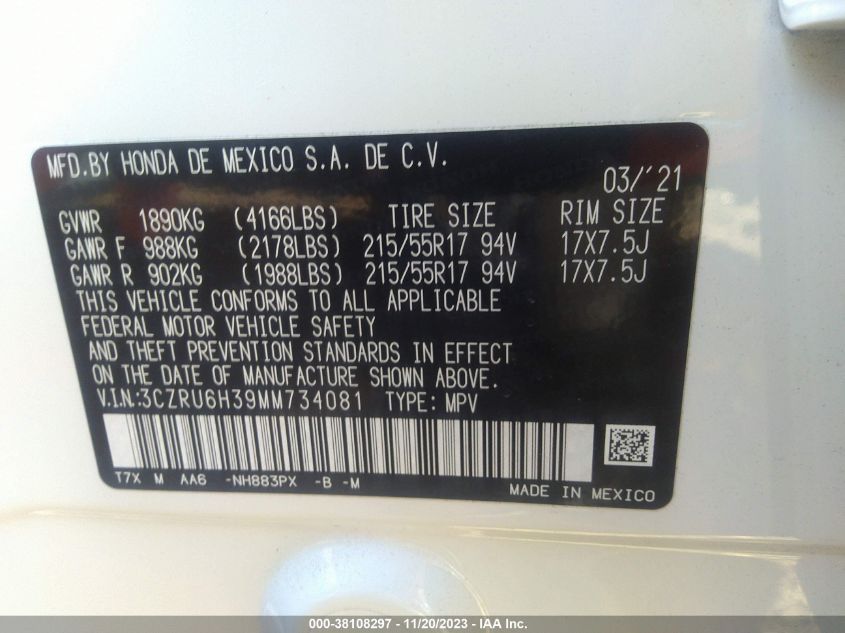 MFD.BY HONDA DE MEXICO S.A. DE C.V.
03/'21
GVWR 1890KG (4166LBS) TIRE SIZE RIM SIZE
GAWR F 988KG (2178LBS) 215/55R17 94V 17X7.5J
GAWR R 902KG (1988LBS) 215/55R17 94V 17X7.5J
THIS VEHICLE CONFORMS TO ALL APPLICABLE
FEDERAL MOTOR VEHICLE SAFETY
AND THEFT PREVENTION STANDARDS IN EFFECT
ON THE DATE OF MANUFACTURE SHOWN ABOVE.
V.I.N.:3CZRU6H39MM734081 TYPE: MPV
T7X M AA6 -NH883PX -B -M
MADE IN MEXICO
000-38108297 - 11/20/2023 - IAA Inc.